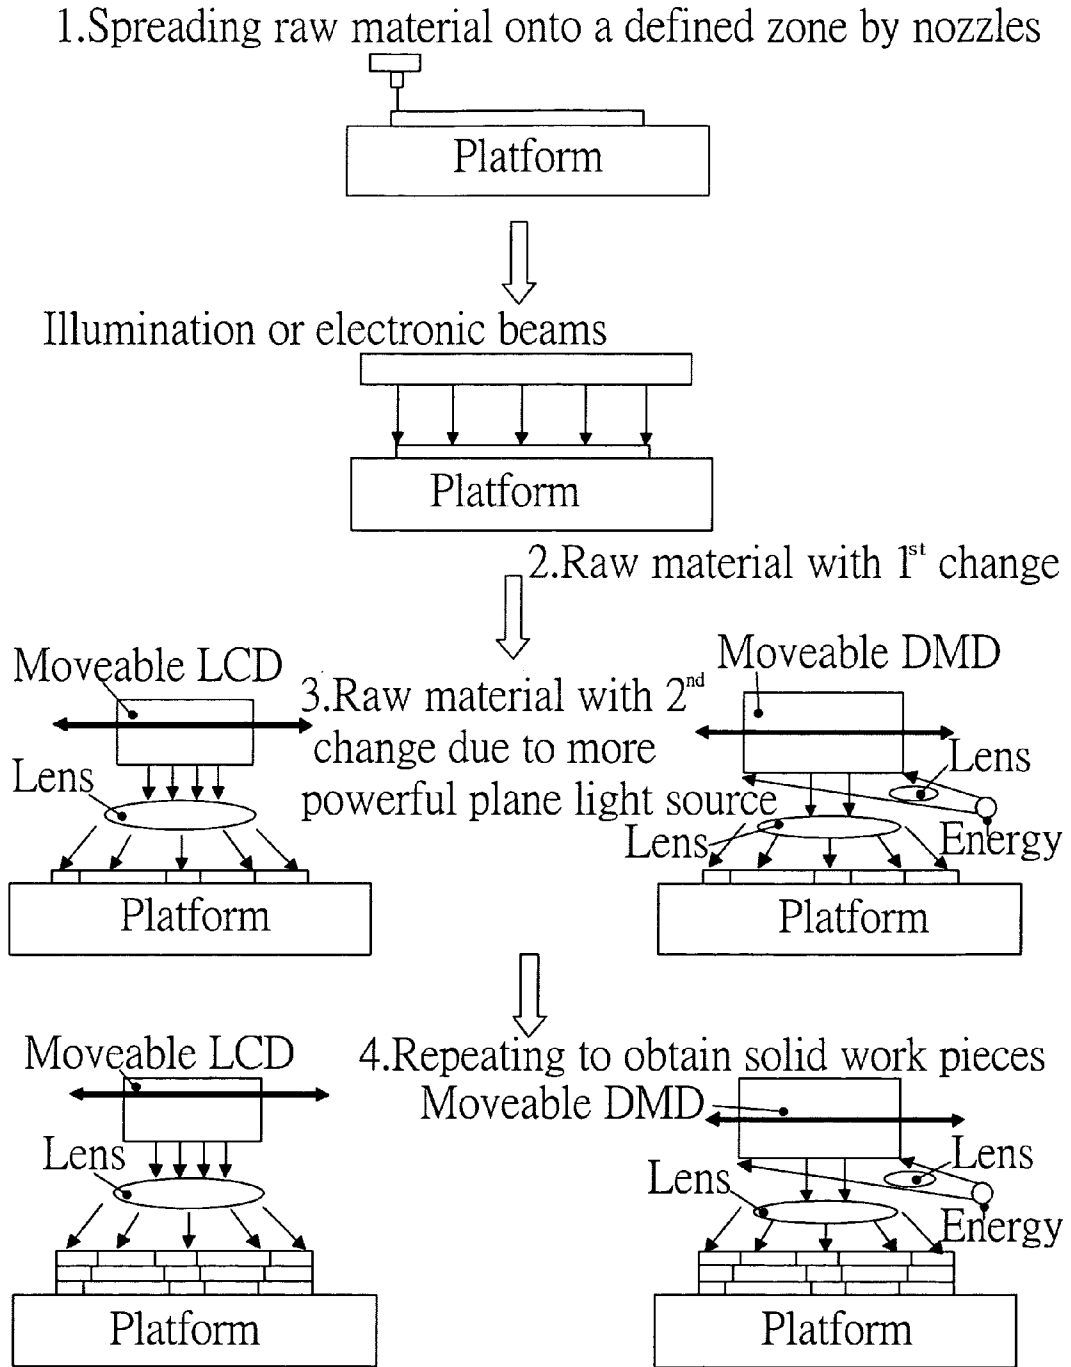 1.Spreading raw material onto a defined zone by nozzles
Platform
Illumination or electronic beams
Platform
2.Raw material with 1st change
Moveable LCD
3.Raw material with 2nd
change due to more
powerful plane light source
Lens
Platform
Moveable DMD
Lens
Lens
Energy
Platform
4.Repeating to obtain solid work pieces
Moveable LCD
Lens
Platform
Moveable DMD
Lens
Lens
Energy
Platform